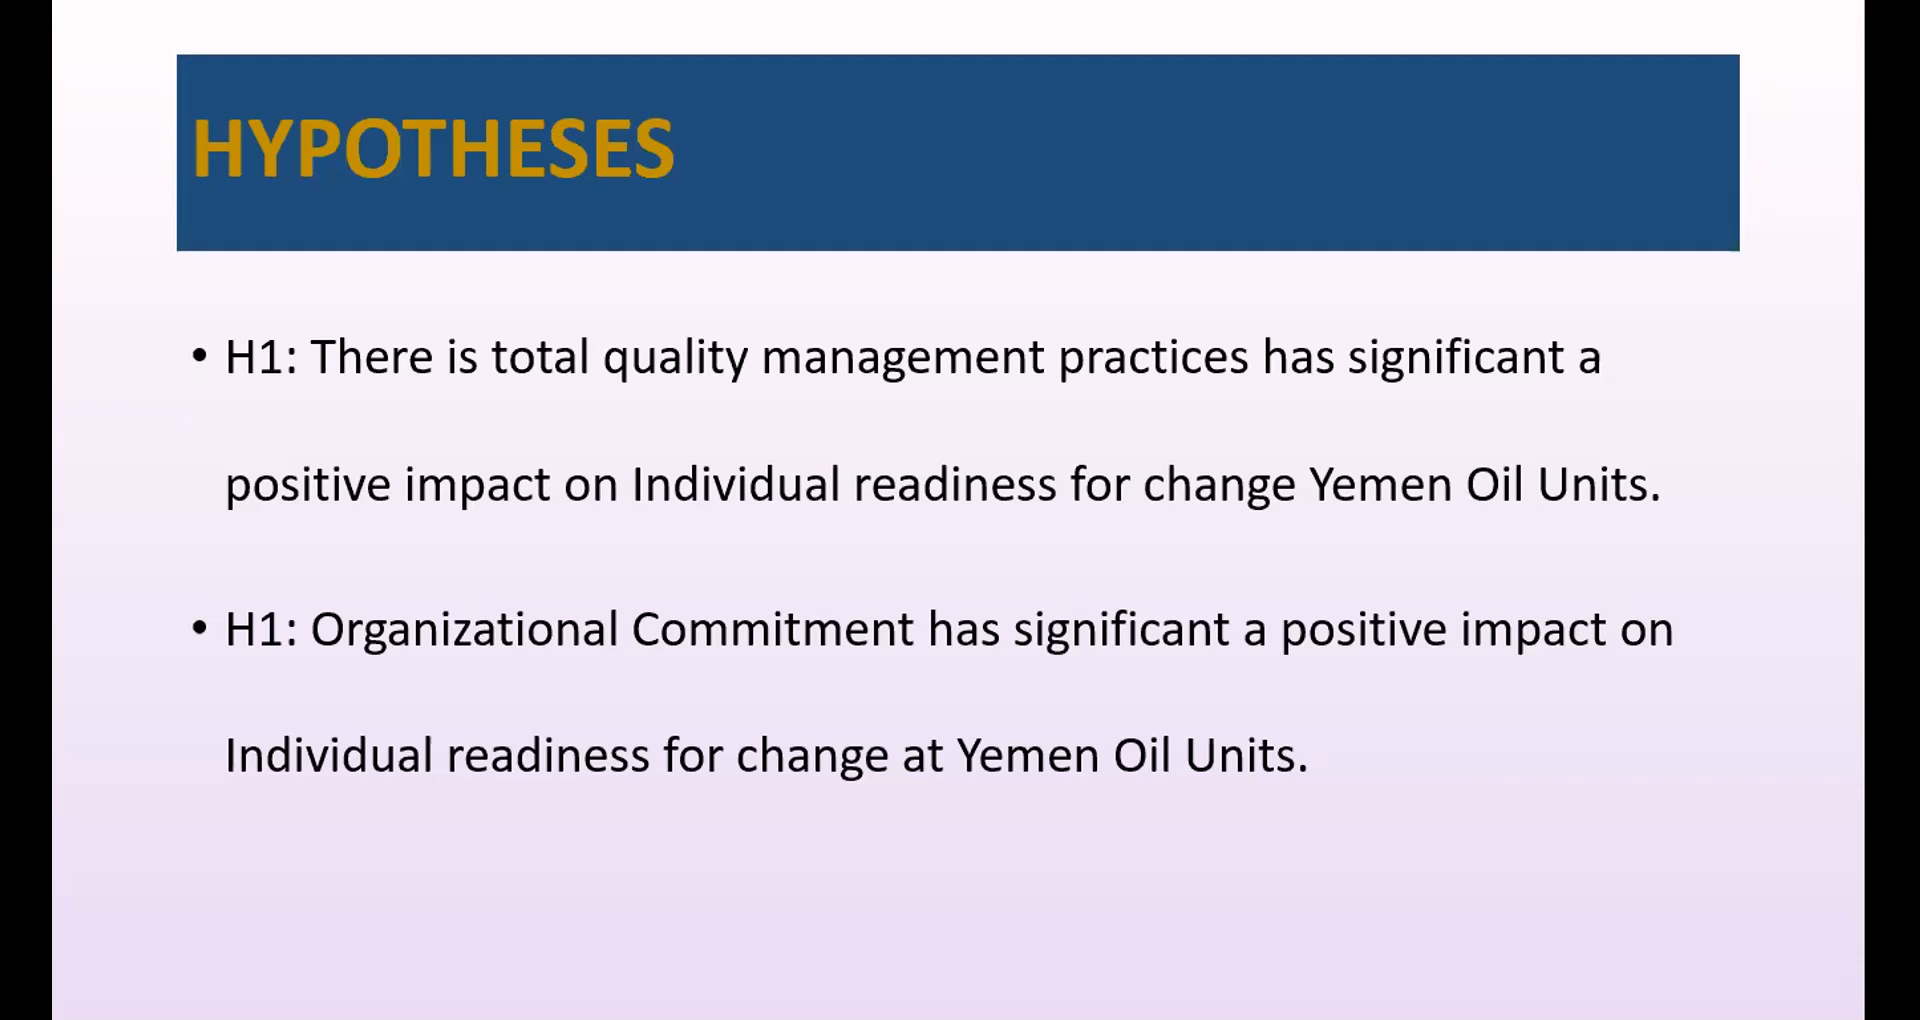 HYPOTHESES
• H1: There is total quality management practices has significant a
positive impact on Individual readiness for change Yemen Oil Units.
• H1: Organizational Commitment has significant a positive impact on
Individual readiness for change at Yemen Oil Units.